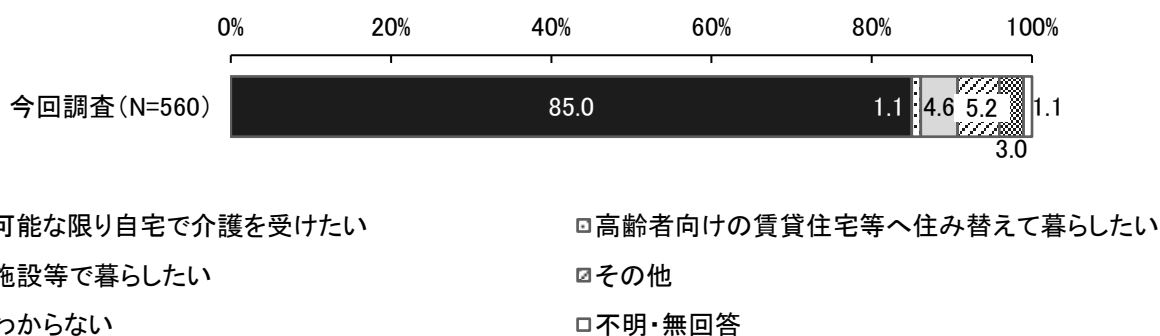 0% 20% 40% 60% 80% 100%
今回調査(N=560) 85.0 1.1 4.6 5.2 1.1
3.0
可能な限り自宅で介護を受けたい 高齢者向けの賃貸住宅等へ住み替えて暮らしたい
施設等で暮らしたい その他
わからない 不明・無回答